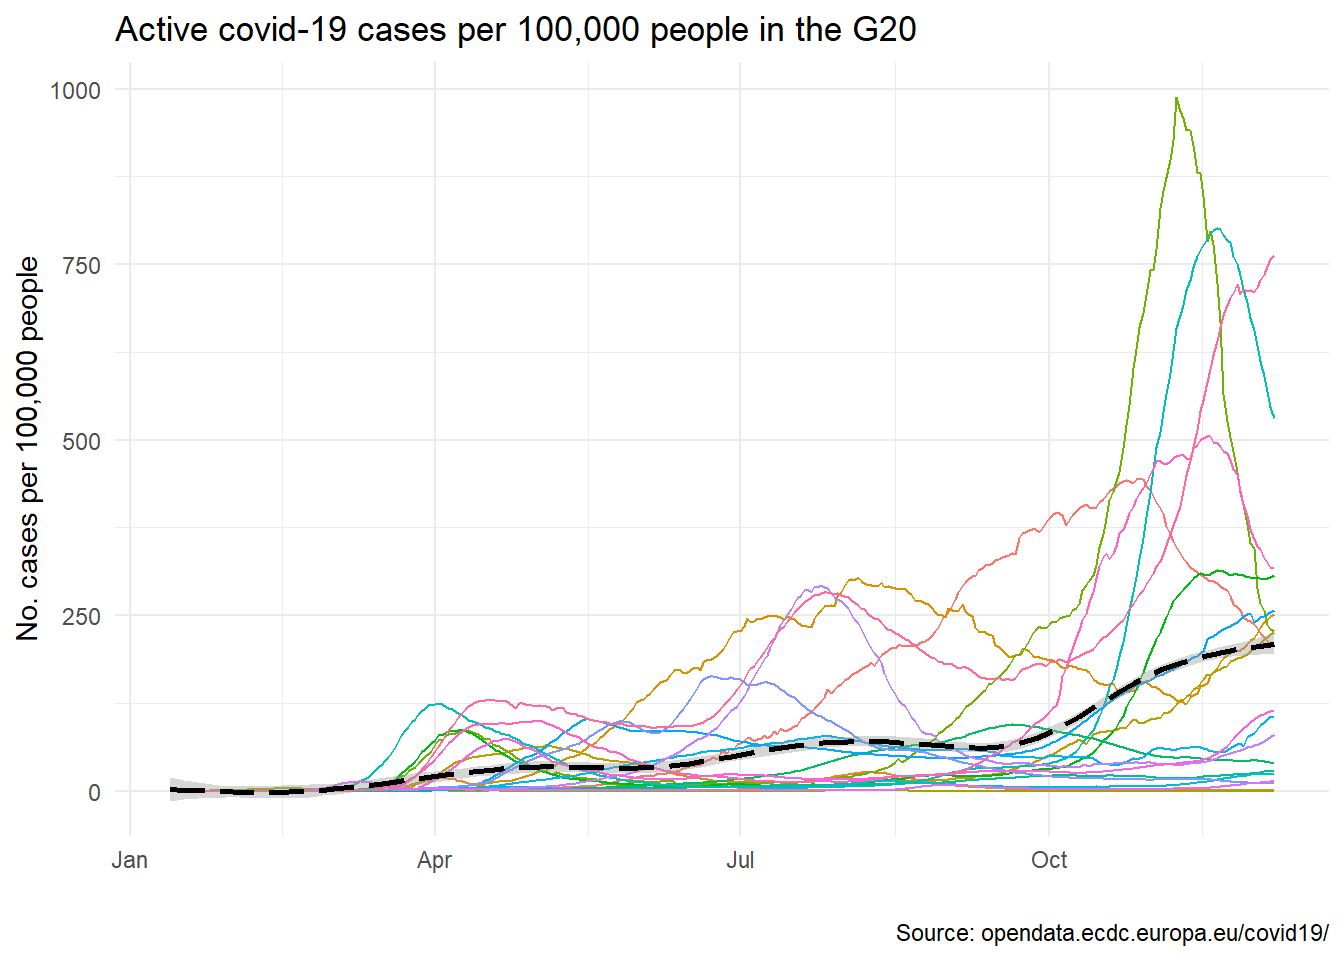 Active covid-19 cases per 100,000 people in the G20
No. cases per 100,000 people
1000
750
500
250
0
Jan Apr Jul Oct
Source: opendata.ecdc.europa.eu/covid19/